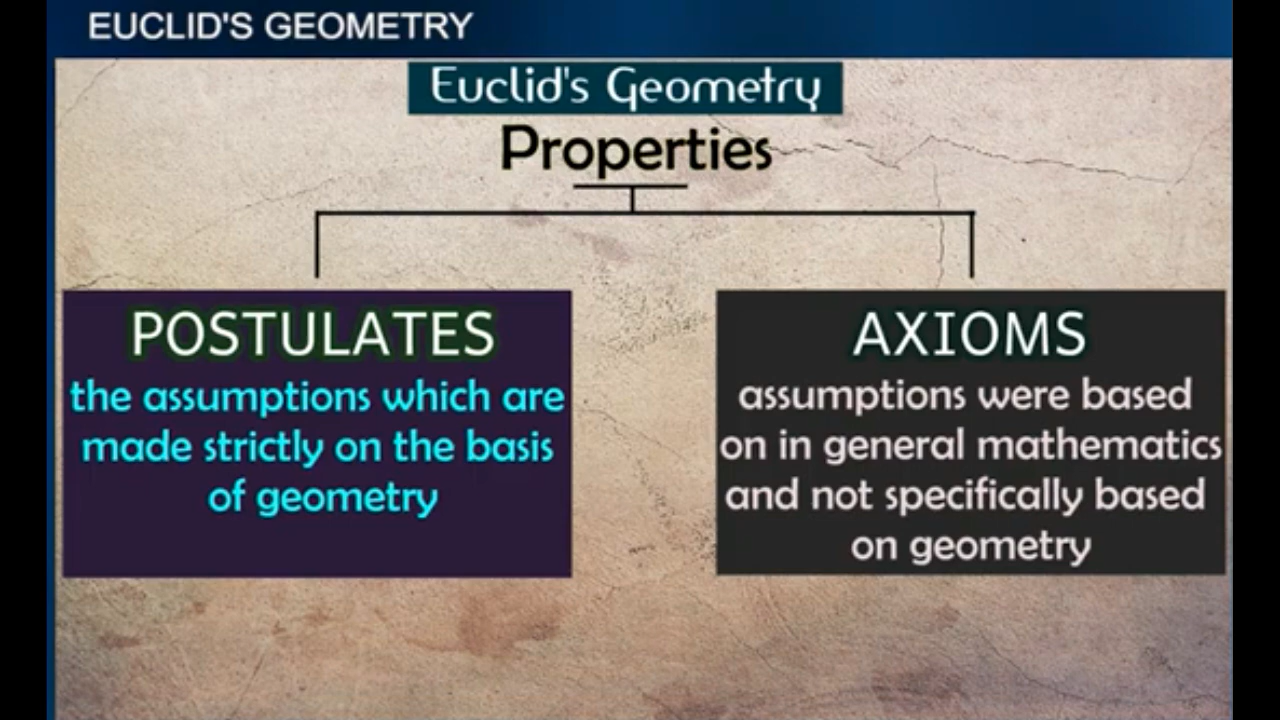 EUCLID'S GEOMETRY
Euclid's Geometry
Properties
POSTULATES
the assumptions which are
made strictly on the basis
of geometry
AXIOMS
assumptions were based
on in general mathematics
and not specifically based
on geometry